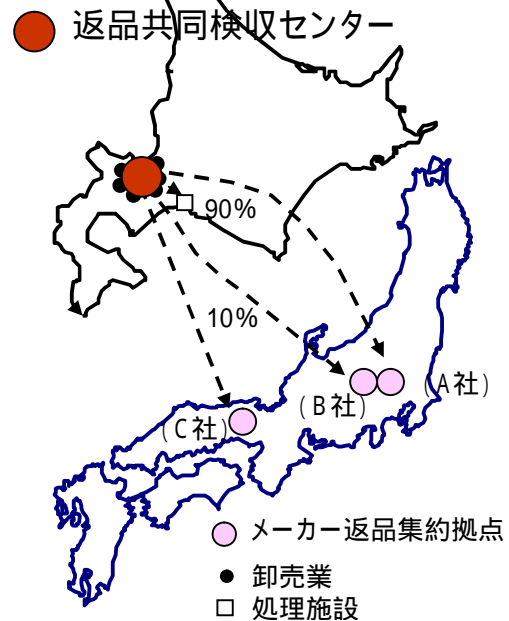 返品共同検収センター
90%
10%
(A社)
(B社)
(C社)
メーカー返品集約拠点
卸売業
処理施設